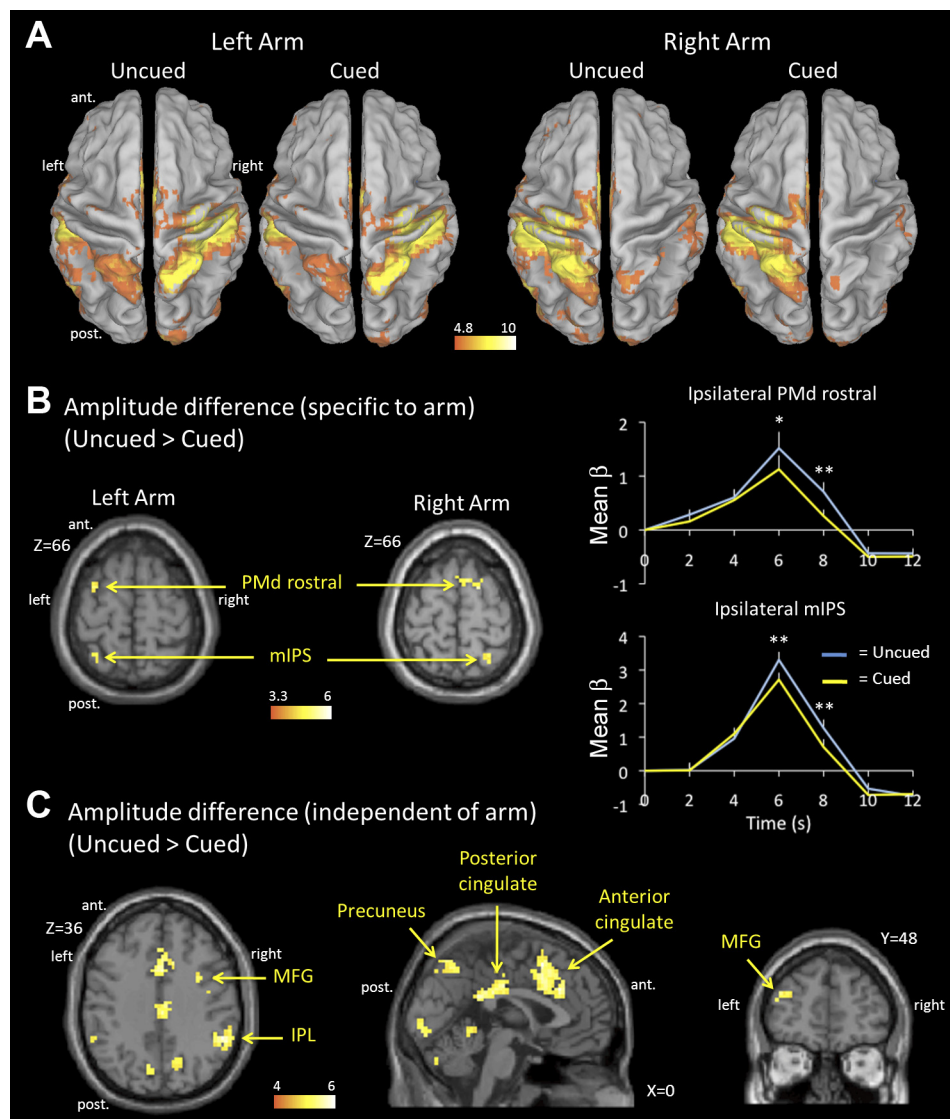 A
Left Arm
Right Arm
Uncued
Cued
Uncued
Cued
ant.
left
right
post.
4.8
10
B
Amplitude difference (specific to arm)
(Uncued > Cued)
Left Arm
Right Arm
ant.
Z=66
Z=66
PMd rostral
left
right
mIPS
post.
3.3
6
Ipsilateral PMd rostral
Mean β
2
1
0
-1
*
**
0
2
4
6
8
10
12
Ipsilateral mIPS
Mean β
4
3
2
1
0
-1
**
**
= Uncued
= Cued
0
2
4
6
8
10
12
Time (s)
C
Amplitude difference (independent of arm)
(Uncued > Cued)
ant.
Z=36
left
right
MFG
IPL
post.
4
6
Posterior
cingulate
Precuneus
Anterior
cingulate
post.
ant.
X=0
MFG
Y=48
left
right